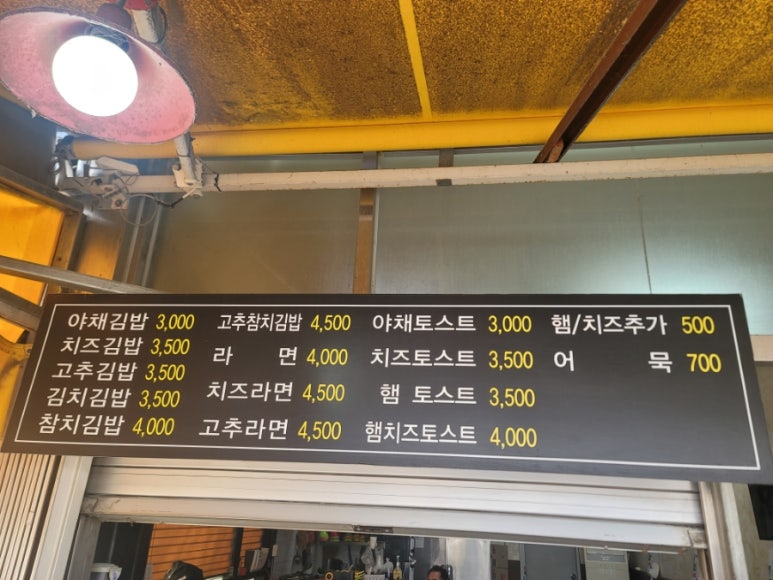 야채김밥 3,000
치즈김밥 3,500
고추김밥 3,500
김치김밥 3,500
참치김밥 4,000
고추참치김밥 4,500
라 면 4,000
치즈라면 4,500
고추라면 4,500
야채토스트 3,000
치즈토스트 3,500
햄 토스트 3,500
햄치즈토스트 4,000
햄/치즈추가 500
어 묵 700